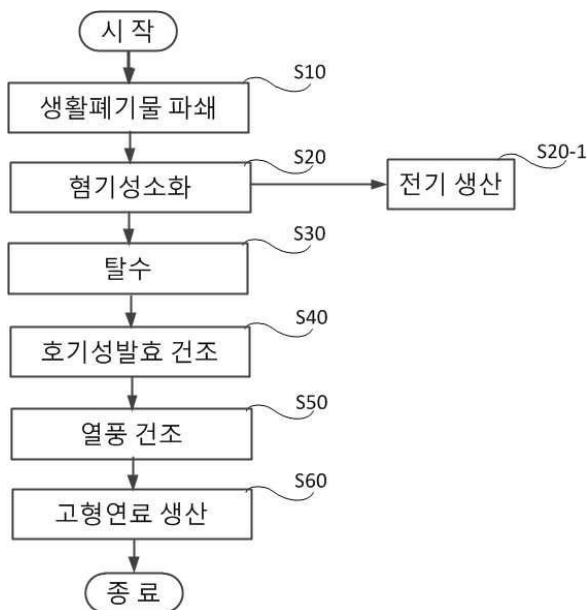 시 작
S10
생활폐기물 파쇄
S20
혐기성소화
S20-1
전기 생산
S30
탈수
S40
호기성발효 건조
S50
열풍 건조
S60
고형연료 생산
종 료